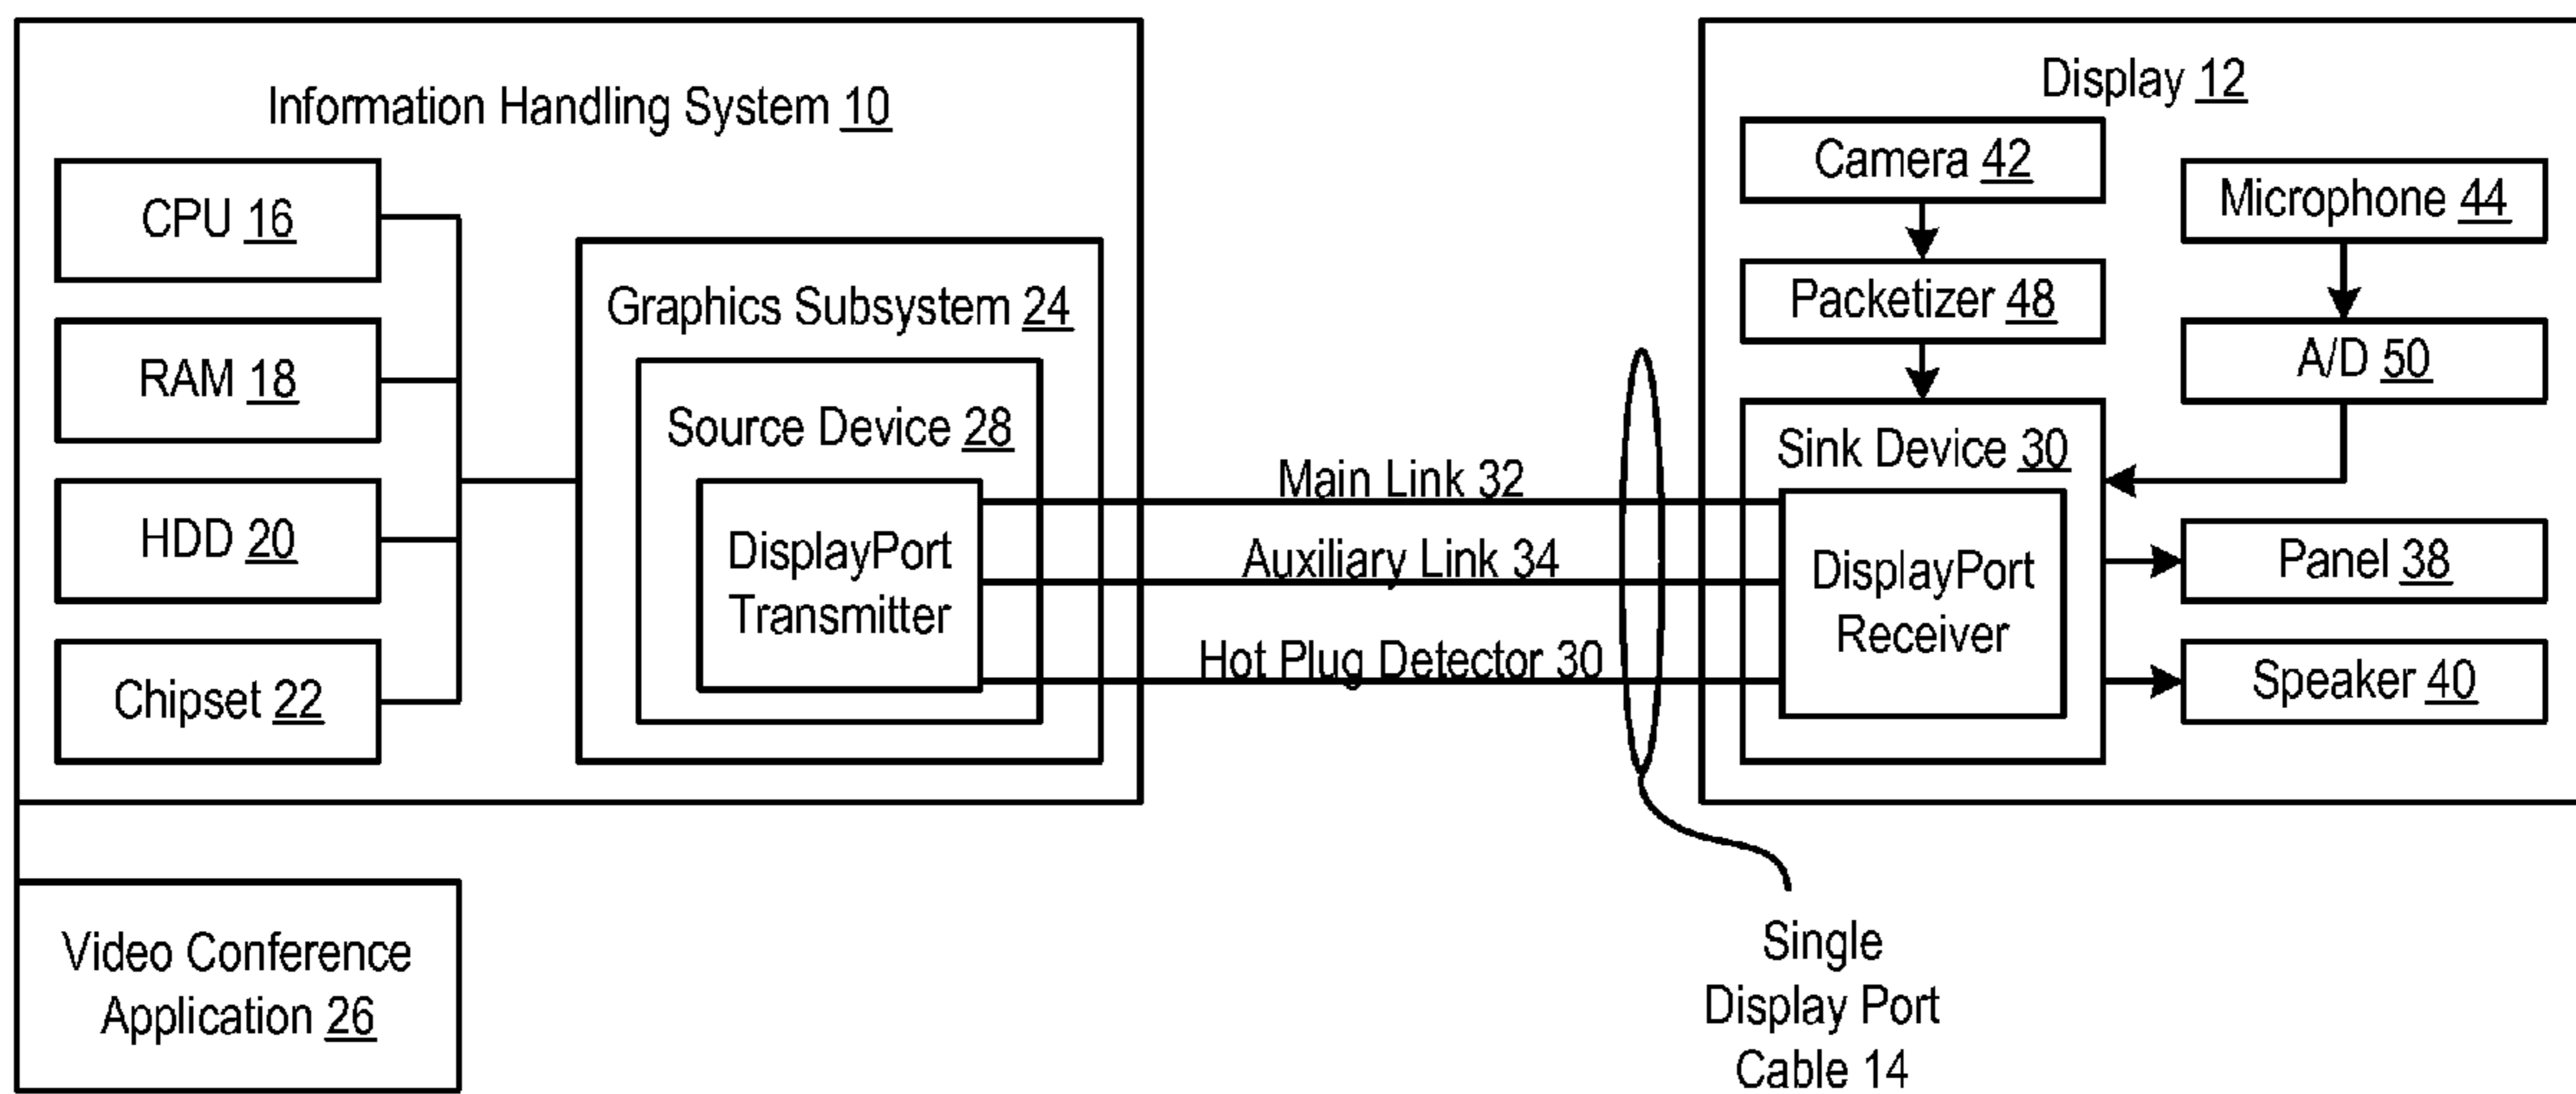 Information Handling System 10
CPU 16
RAM 18
HDD 20
Chipset 22
Graphics Subsystem 24
Source Device 28
DisplayPort
Transmitter
Video Conference
Application 26
Main Link 32
Auxiliary Link 34
Hot Plug Detector 30
Single
Display Port
Cable 14
Display 12
Camera 42
Packetizer 48
Sink Device 30
DisplayPort
Receiver
Microphone 44
A/D 50
Panel 38
Speaker 40